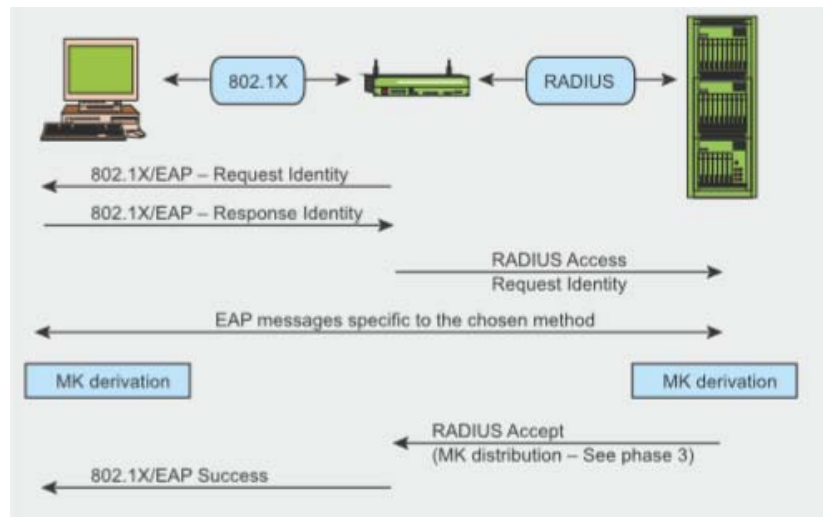 802.1X
RADIUS
802.1X/EAP – Request Identity
802.1X/EAP – Response Identity
RADIUS Access
Request Identity
EAP messages specific to the chosen method
MK derivation
MK derivation
RADIUS Accept
(MK distribution – See phase 3)
802.1X/EAP Success